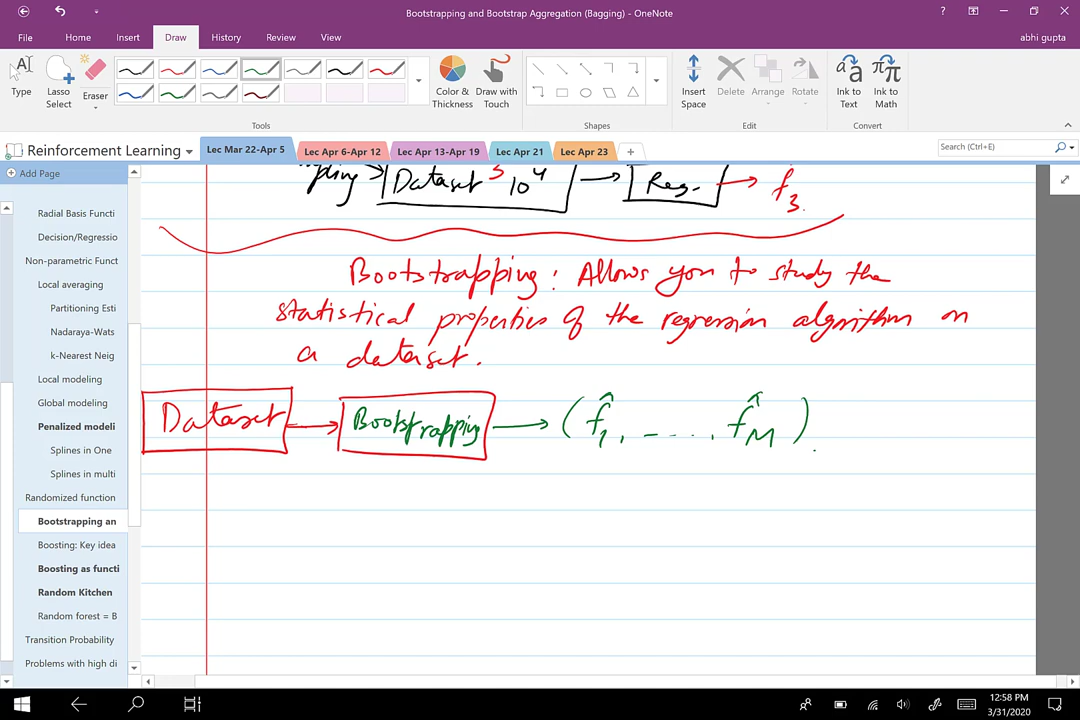 Bootstrapping and Bootstrap Aggregation (Bagging) - OneNote
File Home Insert Draw History Review View abhi gupta
Type Lasso Select Eraser Color & Thickness Draw with Touch Insert Space Delete Arrange Rotate Ink to Text Ink to Math
Tools Shapes Edit Convert
Reinforcement Learning Lec Mar 22-Apr 5 Lec Apr 6-Apr 12 Lec Apr 13-Apr 19 Lec Apr 21 Lec Apr 23 Search (Ctrl+E)
Add Page
Radial Basis Functi
Decision/Regressio
Non-parametric Funct
Local averaging
Partitioning Esti
Nadaraya-Wats
k-Nearest Neig
Local modeling
Global modeling
Penalized modeli
Splines in One
Splines in multi
Randomized function
Bootstrapping an
Boosting: Key idea
Boosting as functi
Random Kitchen
Random forest = B
Transition Probability
Problems with high di
pling → Dataset 3 10⁴ → Reg. → f̂₃.
Bootstrapping: Allows you to study the
statistical properties of the regression algorithm on
a dataset.
Dataset → Bootstrapping → (f̂₁, - . . . . f̂M).
12:58 PM
3/31/2020